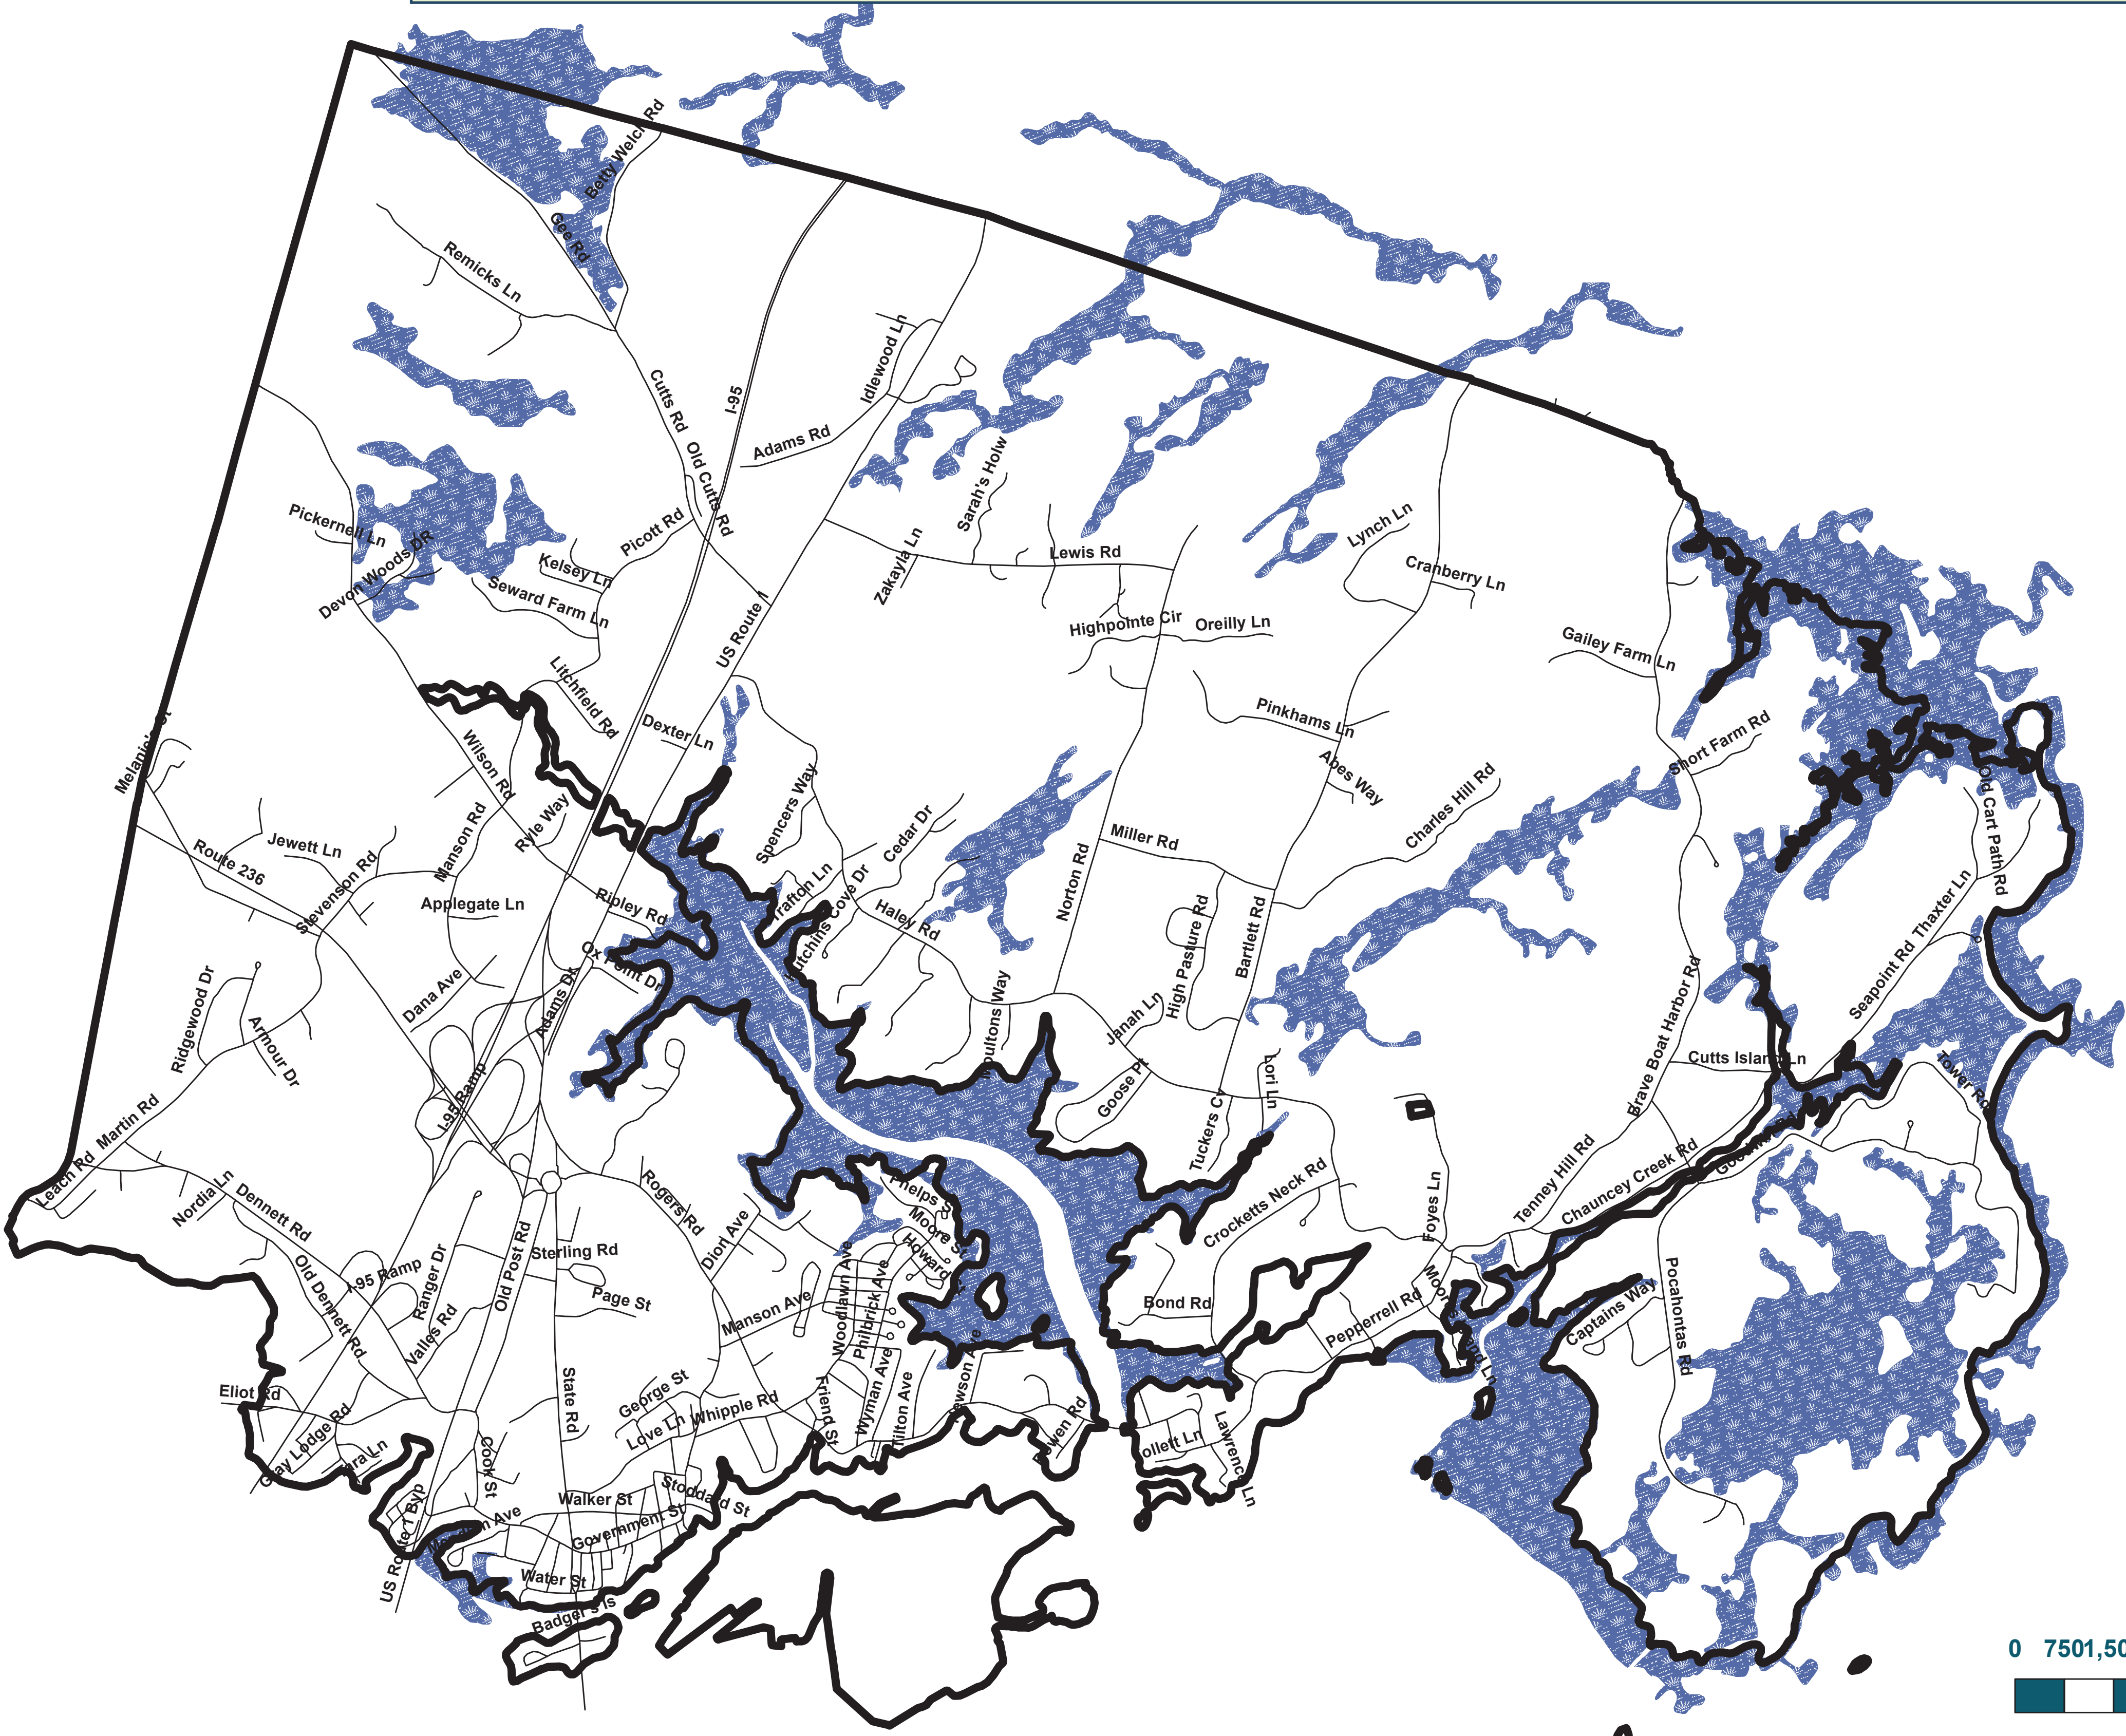 Betty Welch Rd
Gee Rd
Remicks Ln
Idlewood Ln
Cutts Rd
I-95
Adams Rd
Old Cutts Rd
Sarah's Holw
Pickernell Ln
Devon Woods DR
Picott Rd
Kelsey Ln
Seward Farm Ln
Zakayla Ln
Lewis Rd
Lynch Ln
Cranberry Ln
Highpointe Cir
Oreilly Ln
US Route 1
Gailey Farm Ln
Litchfield Rd
Dexter Ln
Pinkhams Ln
Short Farm Rd
Wilson Rd
Abes Way
Spencers Way
Charles Hill Rd
Old Cart Path Rd
Ryle Way
Manson Rd
Cedar Dr
Miller Rd
Route 236
Jewett Ln
Stevenson Rd
Applegate Ln
Ripley Rd
Trafton Ln
Haley Rd
Norton Rd
High Pasture Rd
Bartlett Rd
Thaxter Ln
Seapoint Rd
Ox Point Dr
Dana Ave
Adams Dr
Ridgewood Dr
Armour Dr
Janah Ln
Brave Boat Harbor Rd
Cutts Island Ln
Tower Rd
I-95 Ramp
Goose Pt
Lori Ln
Martin Rd
Leach Rd
Tenney Hill Rd
Chauncey Creek Rd
Nordia Ln
Dennett Rd
Rogers Rd
Dion Ave
Crocketts Neck Rd
Foyes Ln
Sterling Rd
Old Post Rd
Old Dennett Rd
I-95 Ramp
Ranger Dr
Page St
Manson Ave
Woodlawn Ave
Philbrick Ave
Moore St
Bond Rd
Pepperrell Rd
Captains Way
Pocahontas Rd
Valles Rd
Eliot Rd
State Rd
George St
Love Ln
Whipple Rd
Friend St
Wyman Ave
Tilton Ave
Lawrence Ln
Cook St
Walker St
Stoddard St
Government St
US Route 1 Byp
Water St
Badger's Is
0 7501,50